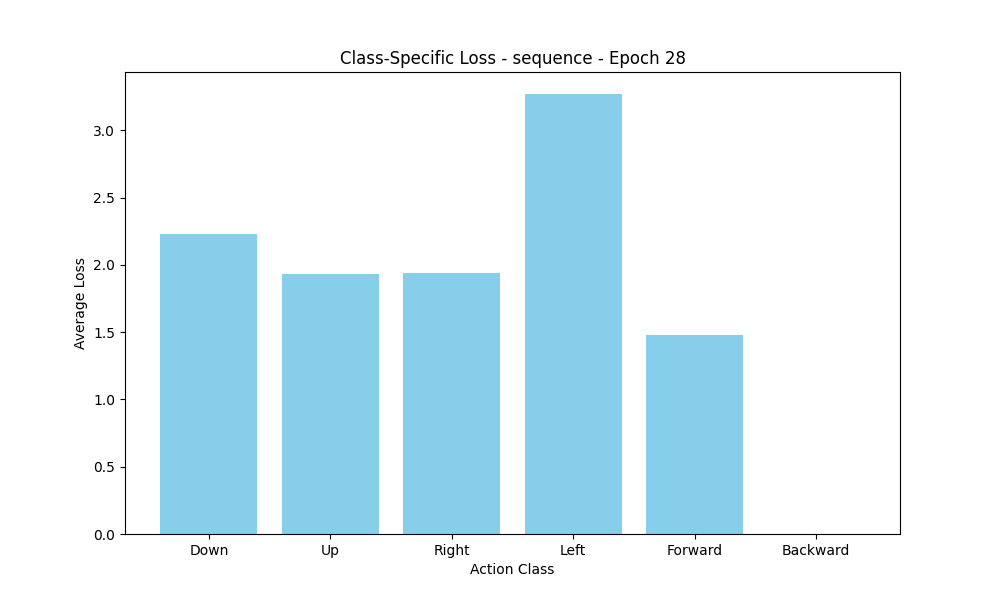 Class-Specific Loss - sequence - Epoch 28
Average Loss
3.0
2.5
2.0
1.5
1.0
0.5
0.0
Down Up Right Left Forward Backward
Action Class